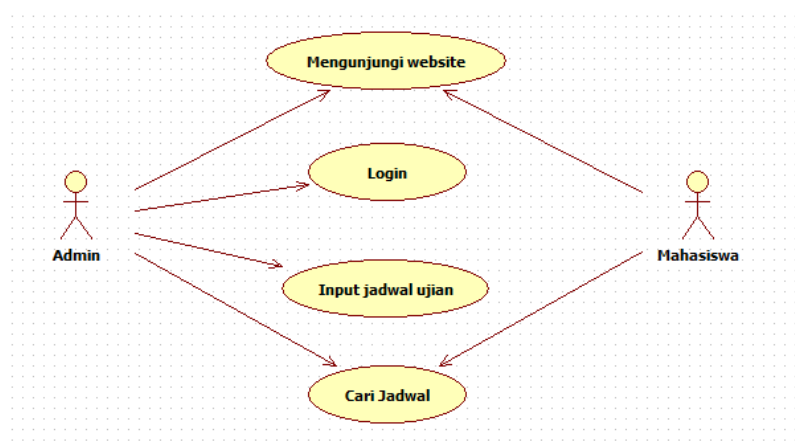 Mengunjungi website
Login
Admin
Mahasiswa
Input jadwal ujian
Cari Jadwal